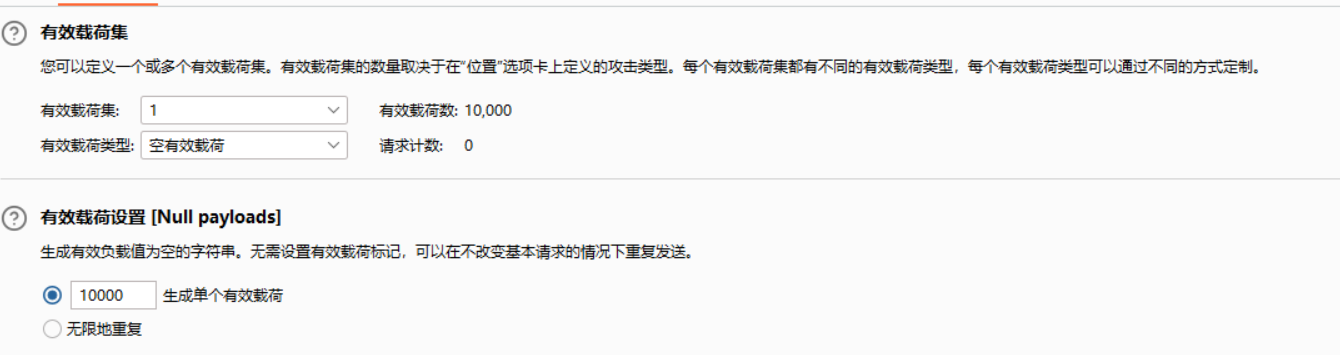 有效载荷集
您可以定义一个或多个有效载荷集。有效载荷集的数量取决于在"位置"选项卡上定义的攻击类型。每个有效载荷集都有不同的有效载荷类型，每个有效载荷类型可以通过不同的方式定制。
有效载荷集: 1 有效载荷数: 10,000
有效载荷类型: 空有效载荷 请求计数: 0
有效载荷设置 [Null payloads]
生成有效负载值为空的字符串。无需设置有效载荷标记，可以在不改变基本请求的情况下重复发送。
10000 生成单个有效载荷
无限地重复